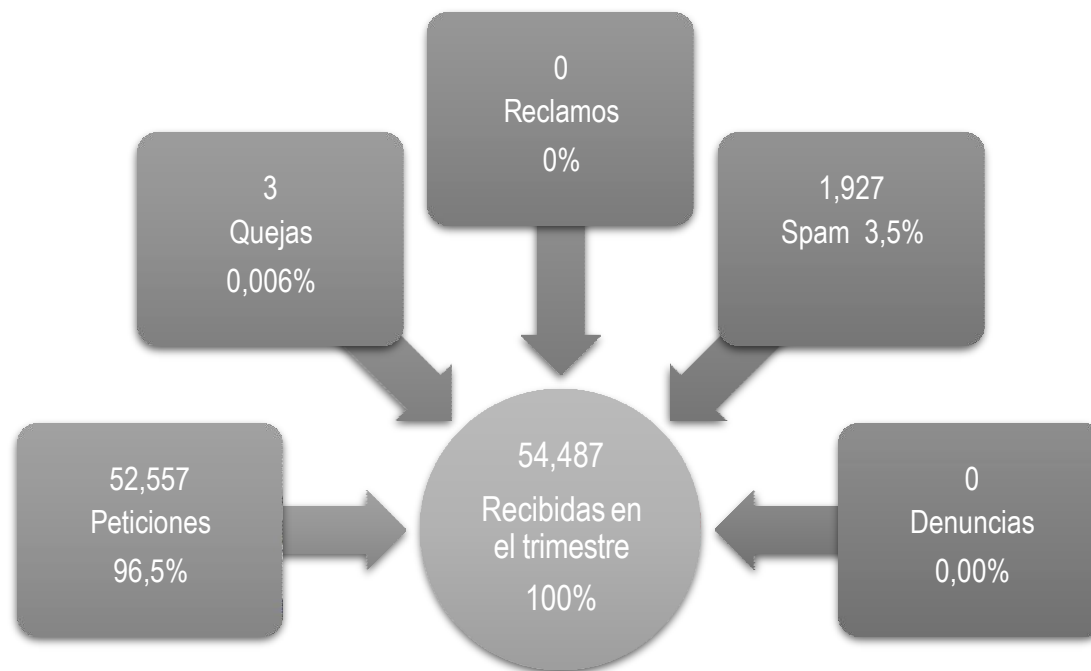 0
Reclamos
0%
3
Quejas
0,006%
1,927
Spam 3,5%
52,557
Peticiones
96,5%
54,487
Recibidas en
el trimestre
100%
0
Denuncias
0,00%